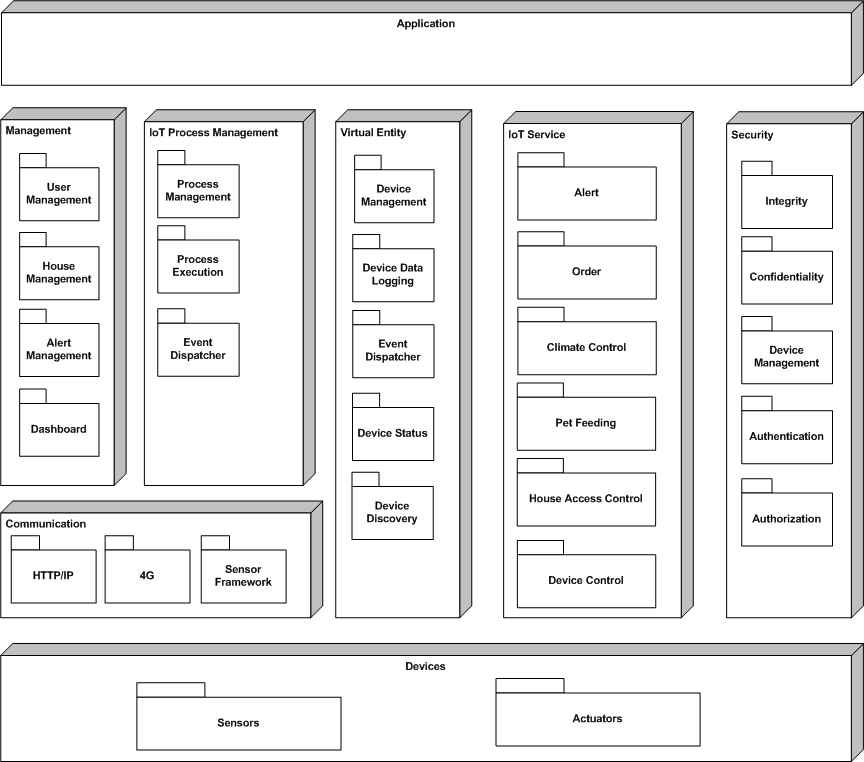 Application
Management
User
Management
House
Management
Alert
Management
Dashboard
IoT Process Management
Process
Management
Process
Execution
Event
Dispatcher
Virtual Entity
Device
Management
Device Data
Logging
Event
Dispatcher
Device Status
Device
Discovery
IoT Service
Alert
Order
Climate Control
Pet Feeding
House Access Control
Device Control
Security
Integrity
Confidentiality
Device
Management
Authentication
Authorization
Communication
HTTP/IP
4G
Sensor
Framework
Devices
Sensors
Actuators